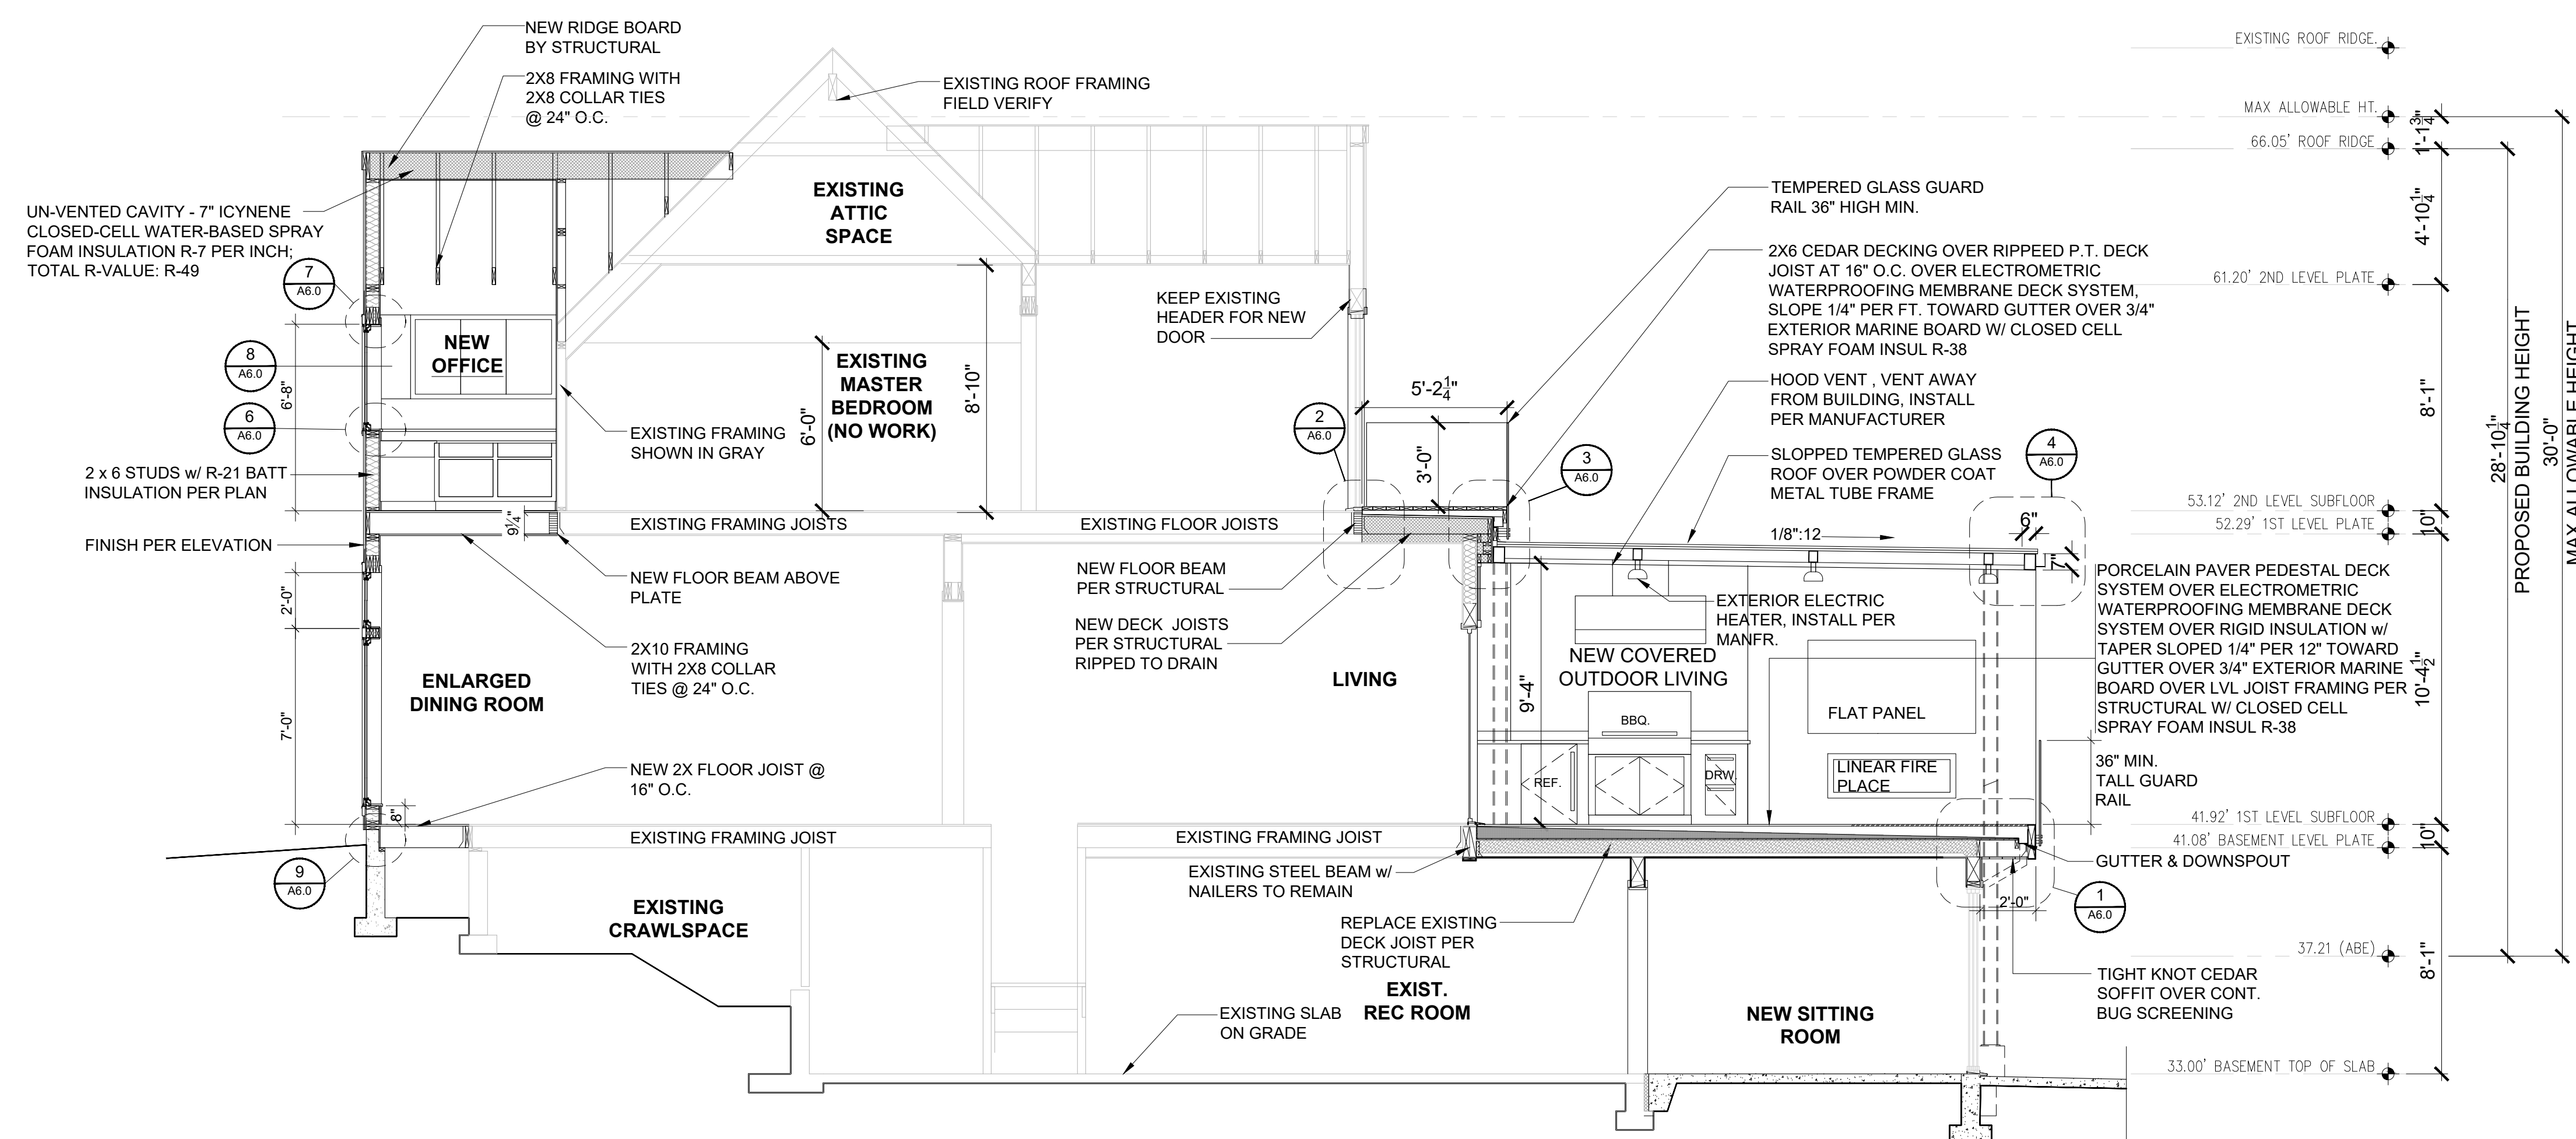 NEW RIDGE BOARD
BY STRUCTURAL
2X8 FRAMING WITH
2X8 COLLAR TIES
@ 24" O.C.
UN-VENTED CAVITY - 7" ICYNENE
CLOSED-CELL WATER-BASED SPRAY
FOAM INSULATION R-7 PER INCH;
TOTAL R-VALUE: R-49
7
A6.0
8
A6.0
6
A6.0
6'-8"
2 x 6 STUDS w/ R-21 BATT
INSULATION PER PLAN
FINISH PER ELEVATION
2'-0"
7'-0"
8"
9
A6.0
NEW
OFFICE
9¼"
EXISTING FRAMING
SHOWN IN GRAY
EXISTING ROOF FRAMING
FIELD VERIFY
EXISTING
ATTIC
SPACE
6'-0"
EXISTING
MASTER
BEDROOM
(NO WORK)
8'-10"
KEEP EXISTING
HEADER FOR NEW
DOOR
EXISTING FRAMING JOISTS
EXISTING FLOOR JOISTS
NEW FLOOR BEAM ABOVE
PLATE
2X10 FRAMING
WITH 2X8 COLLAR
TIES @ 24" O.C.
ENLARGED
DINING ROOM
NEW 2X FLOOR JOIST @
16" O.C.
EXISTING FRAMING JOIST
EXISTING FRAMING JOIST
EXISTING
CRAWLSPACE
NEW FLOOR BEAM
PER STRUCTURAL
NEW DECK JOISTS
PER STRUCTURAL
RIPPED TO DRAIN
LIVING
EXISTING STEEL BEAM w/
NAILERS TO REMAIN
REPLACE EXISTING
DECK JOIST PER
STRUCTURAL
EXIST.
REC ROOM
EXISTING SLAB
ON GRADE
NEW SITTING
ROOM
5'-2¼"
3'-0"
2
A6.0
3
A6.0
4
A6.0
TEMPERED GLASS GUARD
RAIL 36" HIGH MIN.
2X6 CEDAR DECKING OVER RIPPEED P.T. DECK
JOIST AT 16" O.C. OVER ELECTROMETRIC
WATERPROOFING MEMBRANE DECK SYSTEM,
SLOPE 1/4" PER FT. TOWARD GUTTER OVER 3/4"
EXTERIOR MARINE BOARD W/ CLOSED CELL
SPRAY FOAM INSUL R-38
HOOD VENT , VENT AWAY
FROM BUILDING, INSTALL
PER MANUFACTURER
SLOPPED TEMPERED GLASS
ROOF OVER POWDER COAT
METAL TUBE FRAME
1/8":12
6"
7"
EXTERIOR ELECTRIC
HEATER, INSTALL PER
MANFR.
NEW COVERED
OUTDOOR LIVING
9'-4"
BBQ.
REF.
DRW.
FLAT PANEL
LINEAR FIRE
PLACE
PORCELAIN PAVER PEDESTAL DECK
SYSTEM OVER ELECTROMETRIC
WATERPROOFING MEMBRANE DECK
SYSTEM OVER RIGID INSULATION w/
TAPER SLOPED 1/4" PER 12" TOWARD
GUTTER OVER 3/4" EXTERIOR MARINE
BOARD OVER LVL JOIST FRAMING PER
STRUCTURAL W/ CLOSED CELL
SPRAY FOAM INSUL R-38
36" MIN.
TALL GUARD
RAIL
GUTTER & DOWNSPOUT
2'-0"
1
A6.0
TIGHT KNOT CEDAR
SOFFIT OVER CONT.
BUG SCREENING
EXISTING ROOF RIDGE.
MAX ALLOWABLE HT.
66.05' ROOF RIDGE
61.20' 2ND LEVEL PLATE
53.12' 2ND LEVEL SUBFLOOR
52.29' 1ST LEVEL PLATE
41.92' 1ST LEVEL SUBFLOOR
41.08' BASEMENT LEVEL PLATE
37.21 (ABE)
33.00' BASEMENT TOP OF SLAB
1'-1¾"
4'-10¼"
8'-1"
10"
10'-4½"
10"
8'-1"
28'-10¼"
PROPOSED BUILDING HEIGHT
30'-0"
MAX ALLOWABLE HEIGHT